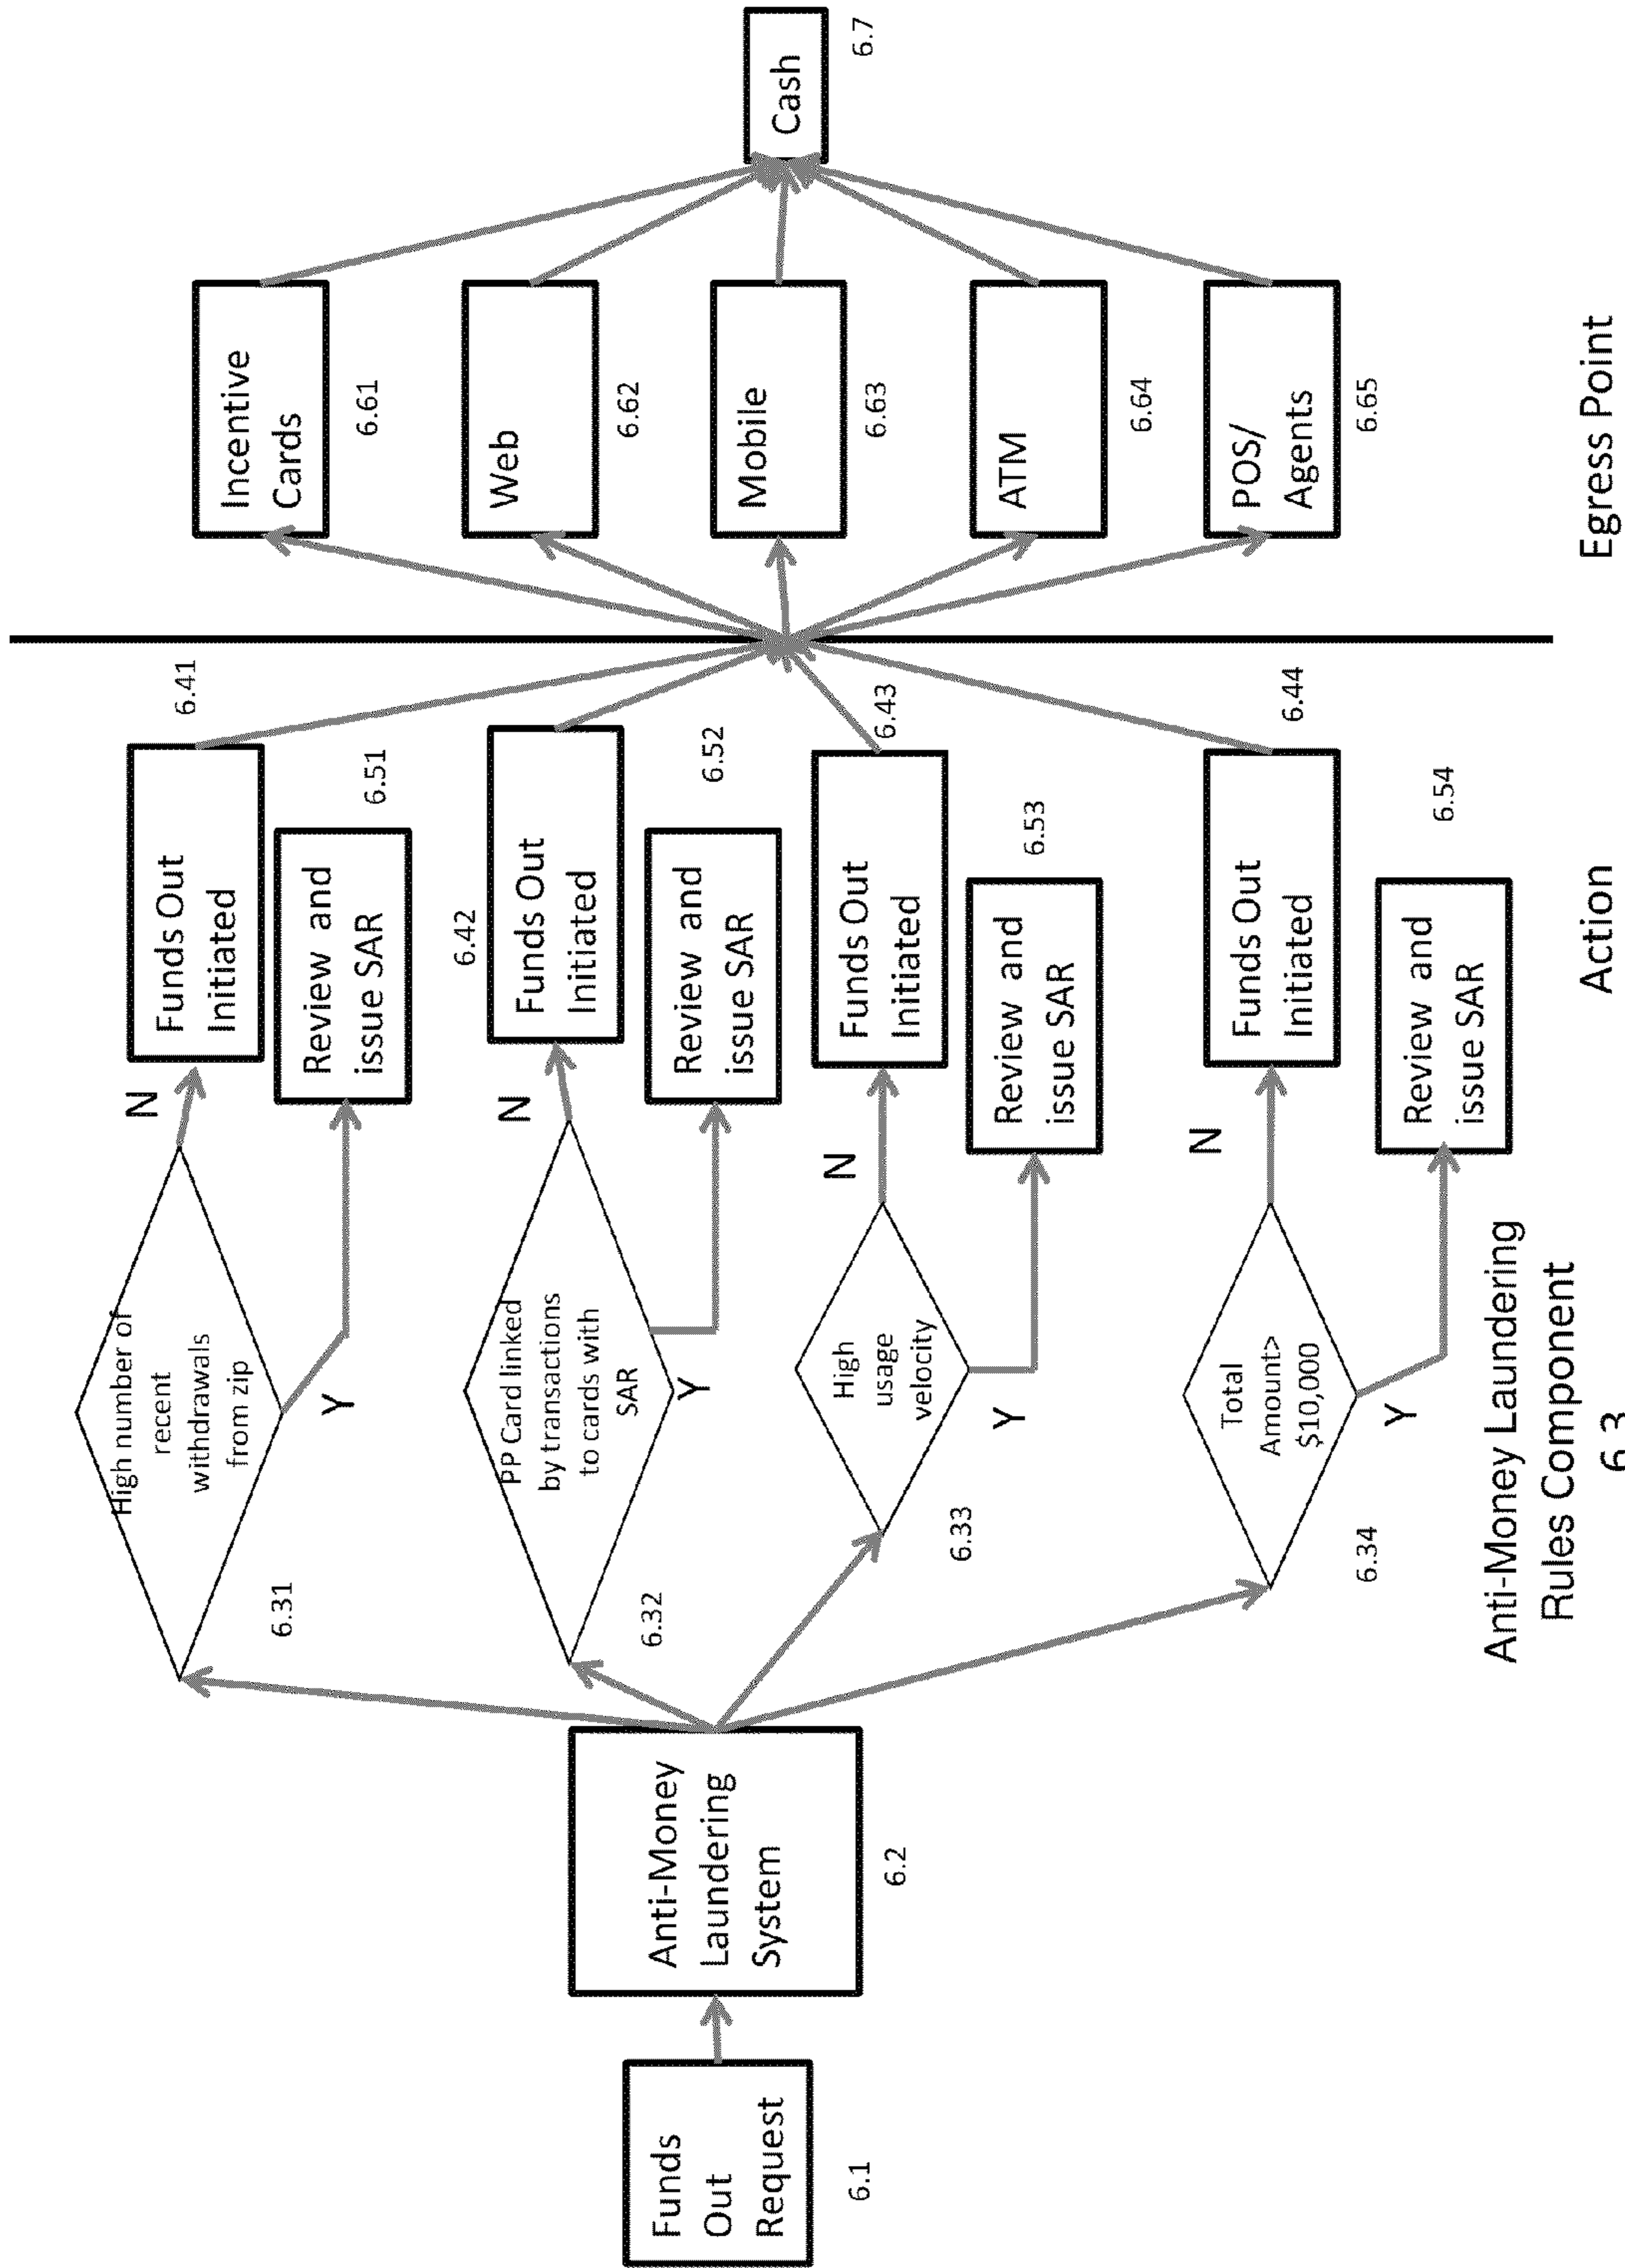 Funds
Out
Request
6.1
Anti-Money
Laundering
System
6.2
High number of
recent
withdrawals
from zip
6.31
N
Y
PP Card linked
by transactions
to cards with
SAR
6.32
N
Y
High
usage
velocity
6.33
N
Y
Total
Amount>
$10,000
6.34
N
Y
Anti-Money Laundering
Rules Component
6.3
Funds Out
Initiated
6.41
Review and
issue SAR
6.51
6.42
Funds Out
Initiated
Review and
issue SAR
6.52
Funds Out
Initiated
6.43
Review and
issue SAR
6.53
Funds Out
Initiated
6.44
Review and
issue SAR
6.54
Action
Incentive
Cards
6.61
Web
6.62
Mobile
6.63
ATM
6.64
POS/
Agents
6.65
Egress Point
Cash
6.7